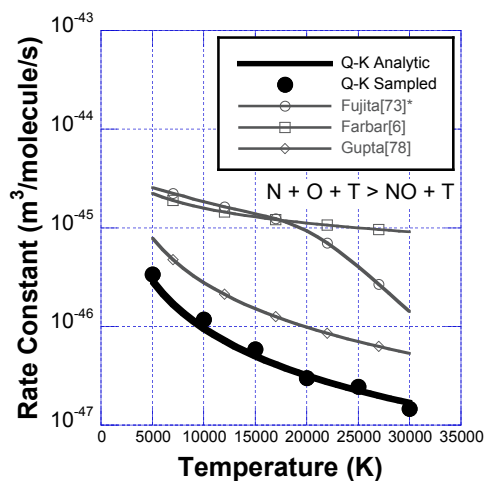 10-43
Q-K Analytic
Q-K Sampled
Fujita[73]*
Farbar[6]
Gupta[78]
10-44
N + O + T > NO + T
10-45
10-46
10-47
Rate Constant (m3/molecule/s)
0 5000 10000 15000 20000 25000 30000 35000
Temperature (K)